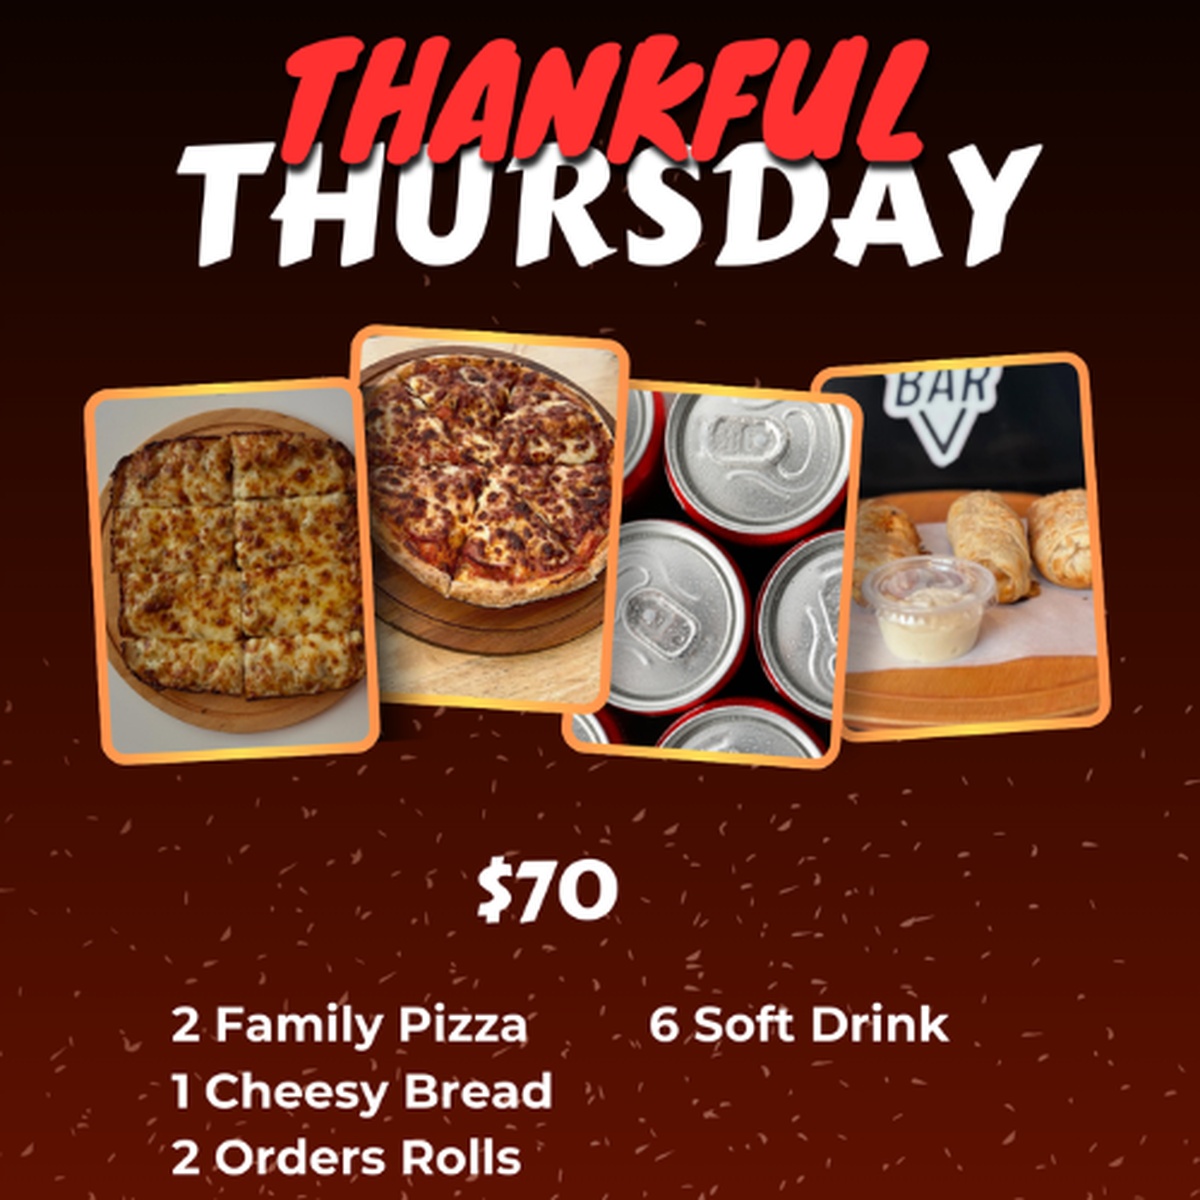 THANKFUL
THURSDAY
BAR
$70
2 Family Pizza
1 Cheesy Bread
2 Orders Rolls
6 Soft Drink